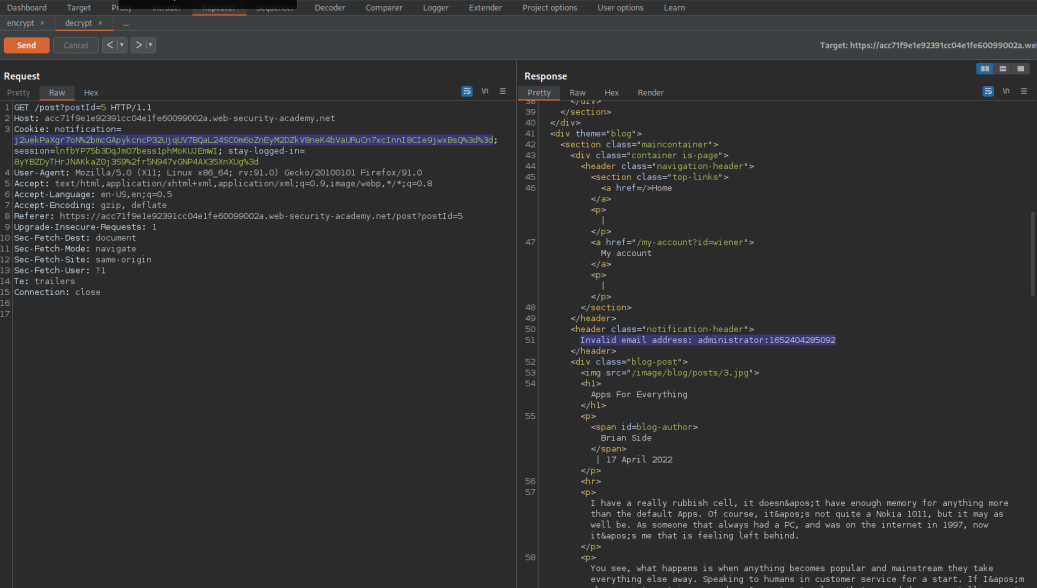 Dashboard Target Proxy Intruder Repeater Sequencer Decoder Comparer Logger Extender Project options User options Learn
encrypt × decrypt × ...
Send Cancel < ▾ > ▾ Target: https://acc71f9e1e92391cc04e1fe60099002a.we
Request
Pretty Raw Hex \n ≡
1 GET /post?postId=5 HTTP/1.1
2 Host: acc71f9e1e92391cc04e1fe60099002a.web-security-academy.net
3 Cookie: notification=
session=
; stay-logged-in=
4 User-Agent: Mozilla/5.0 (X11; Linux x86_64; rv:91.0) Gecko/20100101 Firefox/91.0
5 Accept: text/html,application/xhtml+xml,application/xml;q=0.9,image/webp,*/*;q=0.8
6 Accept-Language: en-US,en;q=0.5
7 Accept-Encoding: gzip, deflate
8 Referer: https://acc71f9e1e92391cc04e1fe60099002a.web-security-academy.net/post?postId=5
9 Upgrade-Insecure-Requests: 1
10 Sec-Fetch-Dest: document
11 Sec-Fetch-Mode: navigate
12 Sec-Fetch-Site: same-origin
13 Sec-Fetch-User: ?1
14 Te: trailers
15 Connection: close
16
17
Response
Pretty Raw Hex Render \n ≡
38 </div>
39 </section>
40 </div>
41 <div theme="blog">
42 <section class="maincontainer">
43 <div class="container is-page">
44 <header class="navigation-header">
45 <section class="top-links">
46 <a href=/>Home
</a>
<p>
|
</p>
47 <a href="/my-account?id=wiener">
My account
</a>
<p>
|
</p>
48 </section>
49 </header>
50 <header class="notification-header">
51 Invalid email address: administrator:1652404285092
</header>
52 <div class="blog-post">
53 <img src="/image/blog/posts/3.jpg">
54 <h1>
Apps For Everything
</h1>
55 <p>
<span id=blog-author>
Brian Side
</span>
| 17 April 2022
</p>
56 <hr>
57 <p>
I have a really rubbish cell, it doesn&apos;t have enough memory for anything more
than the default Apps. Of course, it&apos;s not quite a Nokia 1011, but it may as
well be. As someone that always had a PC, and was on the internet in 1997, now
it&apos;s me that is feeling left behind.
</p>
58 <p>
You see, what happens is when anything becomes popular and mainstream they take
everything else away. Speaking to humans in customer service for a start. If I&apos;m